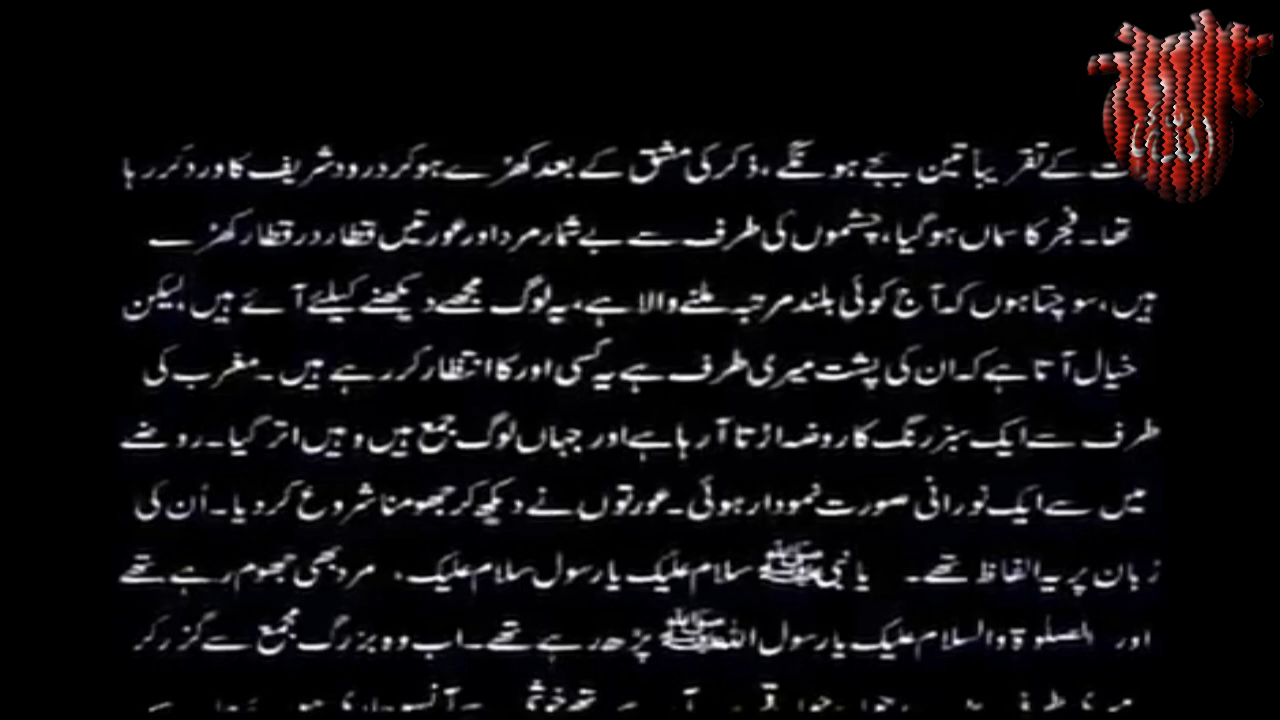 کے تقریباً تین بجے ہونگے، ذکر کی مشق کے بعد کھڑے ہو کر درود شریف کا ورد کر رہا
تھا۔ فجر کا سماں ہوگیا، چشموں کی طرف سے بے شمار مرد اور عورتیں قطار در قطار کھڑے
ہیں، سوچتا ہوں کہ آج کوئی بلند مرتبہ ملنے والا ہے، یہ لوگ مجھے دیکھنے کیلئے آئے ہیں، لیکن
خیال آتا ہے کہ ان کی پشت میری طرف ہے یہ کسی اور کا انتظار کر رہے ہیں۔ مغرب کی
طرف سے ایک سبز رنگ کا روضہ اڑتا آ رہا ہے اور جہاں لوگ جمع ہیں وہیں اتر گیا۔ روضے
میں سے ایک نورانی صورت نمودار ہوئی۔ عورتوں نے دیکھ کر جھومنا شروع کر دیا۔ اُن کی
زبان پر یہ الفاظ تھے۔ یا نبی ﷺ سلام علیک یا رسول سلام علیک، مرد بھی جھوم رہے تھے
اور الصلوۃ والسلام علیک یا رسول اللہ ﷺ پڑھ رہے تھے۔ اب وہ بزرگ مجمع سے گزر کر